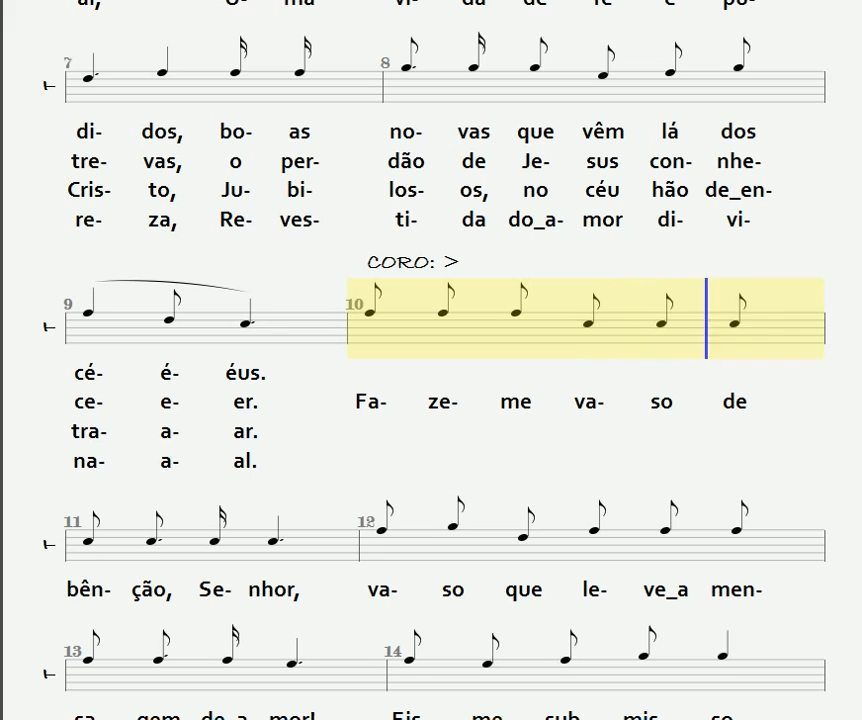 7 8
di- dos, bo- as no- vas que vêm lá dos
tre- vas, o per- dão de Je- sus con- nhe-
Cris- to, Ju- bi- los- os, no céu hão de_en-
re- za, Re- ves- ti- da do_a- mor di- vi-
CORO: >
9 10
cé- é- éus.
ce- e- er. Fa- ze- me va- so de
tra- a- ar.
na- a- al.
11 12
bên- ção, Se- nhor, va- so que le- ve_a men-
13 14